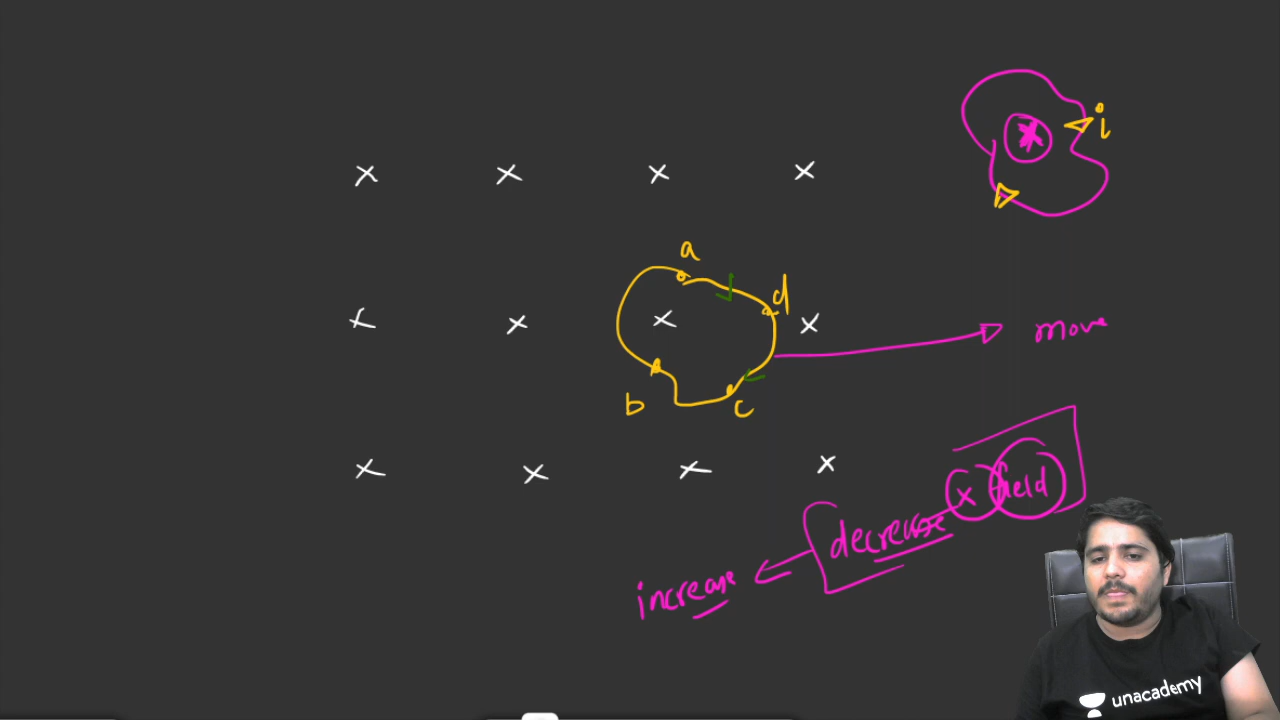 i
× × × ×
a
d
× × × ×
move
b
c
× × × ×
decrease × field
increase
unacademy